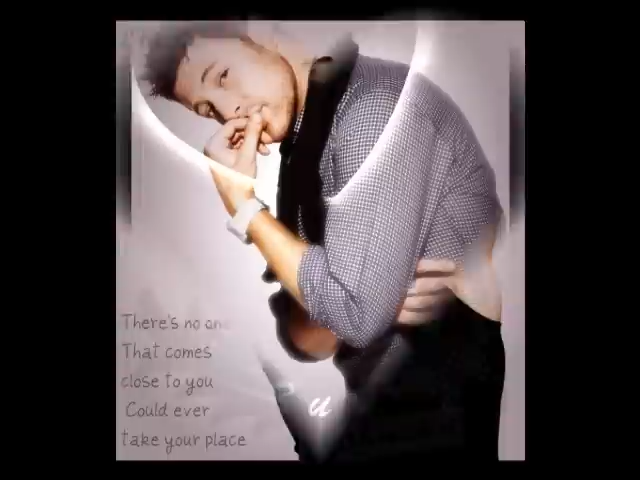 There's no one
That comes
close to you
Could ever
take your place
u